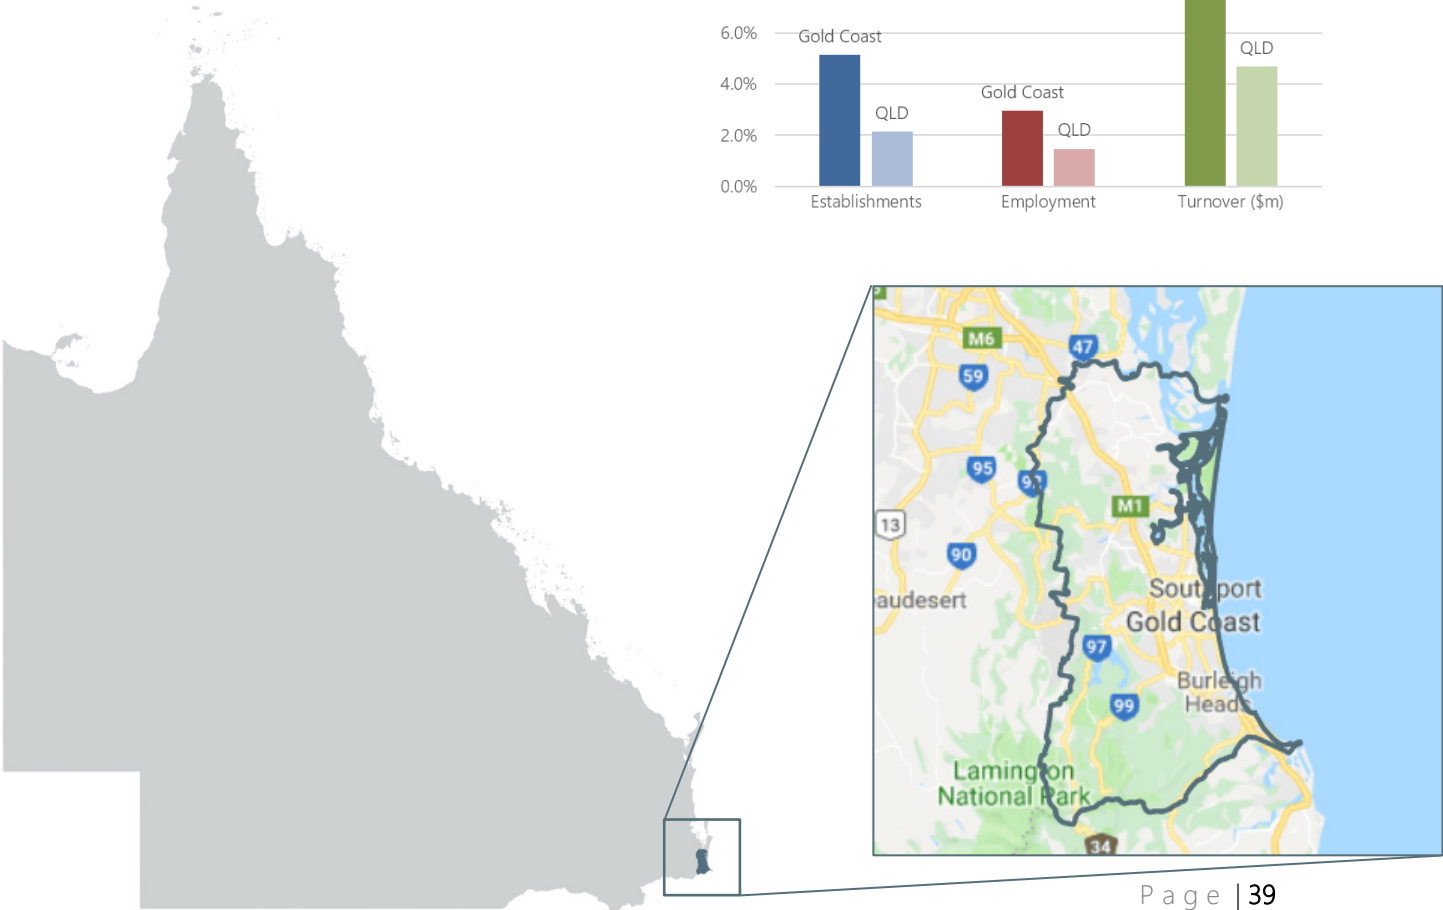 6.0%
Gold Coast
QLD
4.0%
Gold Coast
QLD
QLD
2.0%
0.0%
Establishments
Employment
Turnover ($m)
M6
47
59
95
13
M1
90
audesert
Southport
Gold Coast
97
Burleigh
Heads
99
Lamington
National Park
34
Page | 39